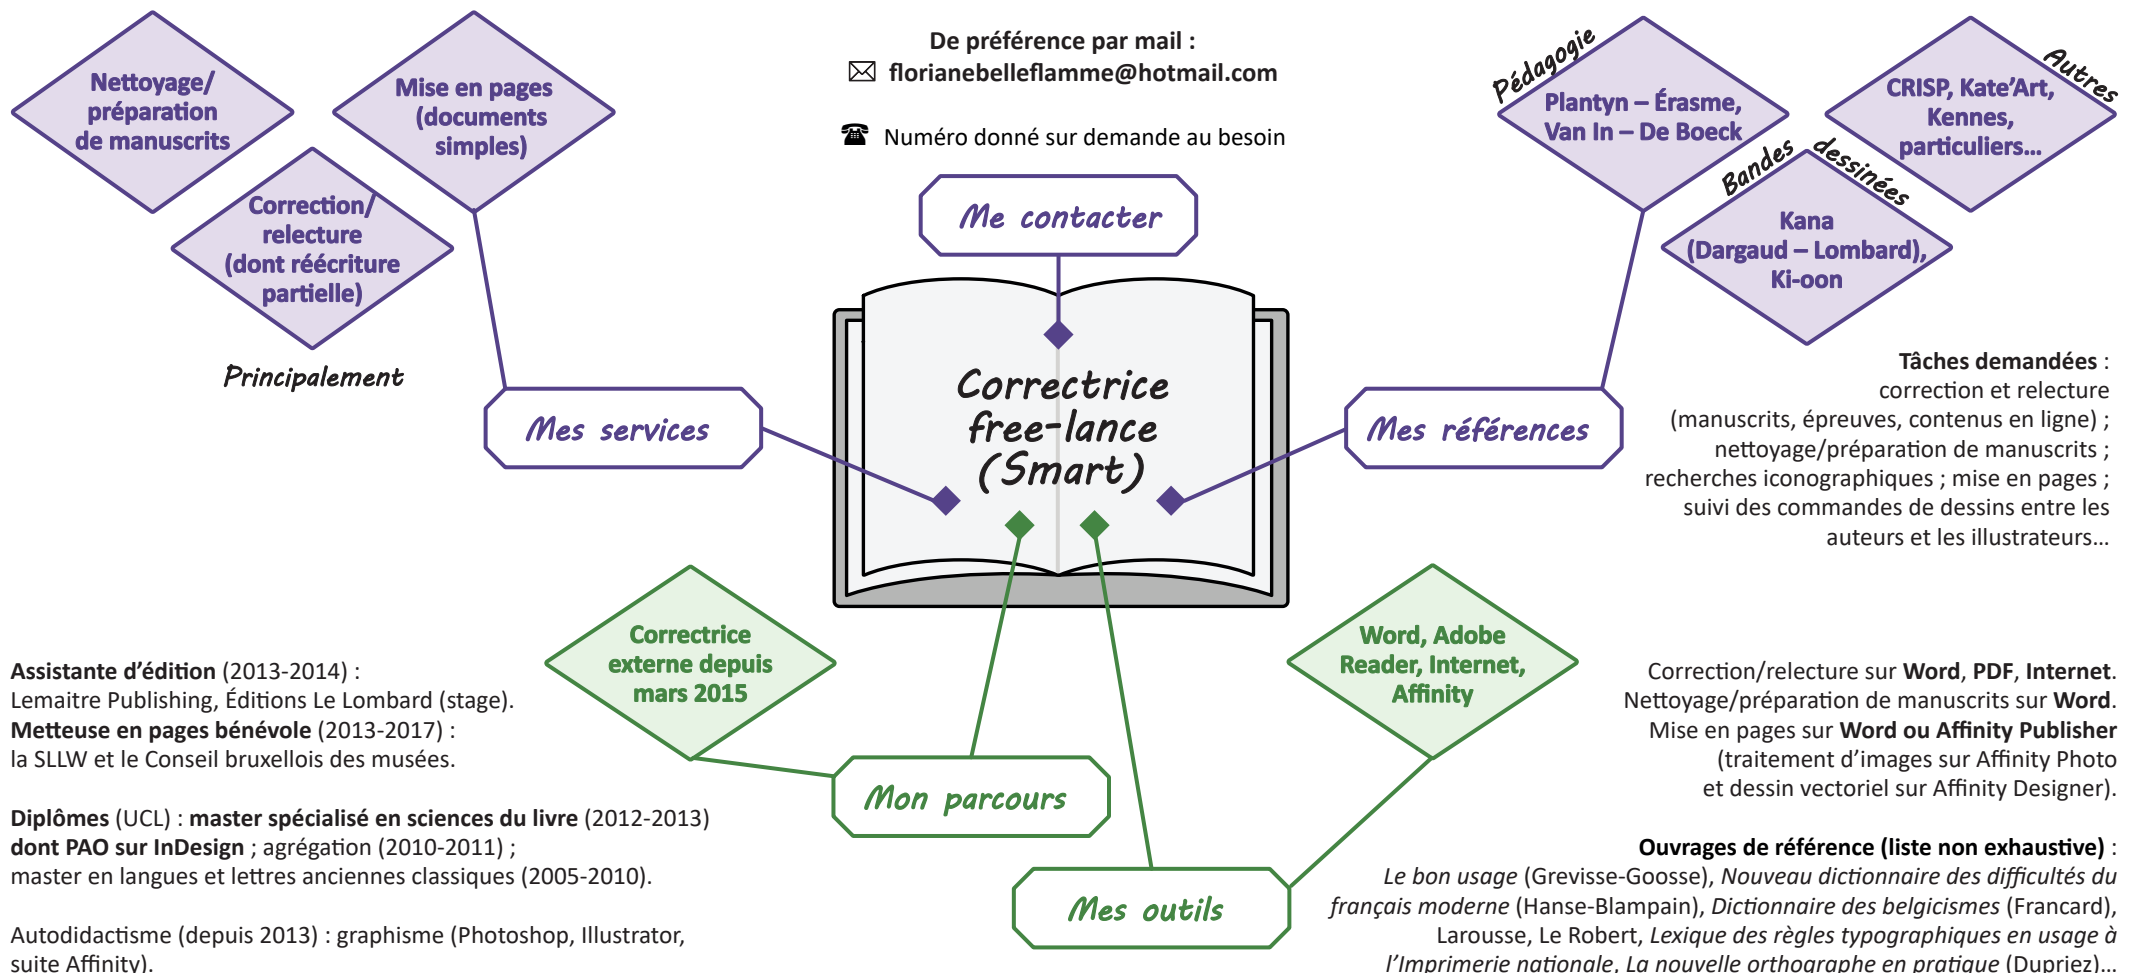 De préférence par mail :
florianebelleflamme@hotmail.com
Numéro donné sur demande au besoin
Me contacter
Correctrice
free-lance
(Smart)
Nettoyage/
préparation
de manuscrits
Mise en pages
(documents
simples)
Correction/
relecture
(dont réécriture
partielle)
Principalement
Mes services
Pédagogie
Plantyn – Érasme,
Van In – De Boeck
Autres
CRISP, Kate’Art,
Kennes,
particuliers…
Bandes dessinées
Kana
(Dargaud – Lombard),
Ki-oon
Mes références
Tâches demandées :
correction et relecture
(manuscrits, épreuves, contenus en ligne) ;
nettoyage/préparation de manuscrits ;
recherches iconographiques ; mise en pages ;
suivi des commandes de dessins entre les
auteurs et les illustrateurs…
Correctrice
externe depuis
mars 2015
Mon parcours
Assistante d’édition (2013-2014) :
Lemaitre Publishing, Éditions Le Lombard (stage).
Metteuse en pages bénévole (2013-2017) :
la SLLW et le Conseil bruxellois des musées.
Diplômes (UCL) : master spécialisé en sciences du livre (2012-2013)
dont PAO sur InDesign ; agrégation (2010-2011) ;
master en langues et lettres anciennes classiques (2005-2010).
Autodidactisme (depuis 2013) : graphisme (Photoshop, Illustrator,
suite Affinity).
Word, Adobe
Reader, Internet,
Affinity
Mes outils
Correction/relecture sur Word, PDF, Internet.
Nettoyage/préparation de manuscrits sur Word.
Mise en pages sur Word ou Affinity Publisher
(traitement d’images sur Affinity Photo
et dessin vectoriel sur Affinity Designer).
Ouvrages de référence (liste non exhaustive) :
Le bon usage (Grevisse-Goosse), Nouveau dictionnaire des difficultés du
français moderne (Hanse-Blampain), Dictionnaire des belgicismes (Francard),
Larousse, Le Robert, Lexique des règles typographiques en usage à
l’Imprimerie nationale, La nouvelle orthographe en pratique (Dupriez)…